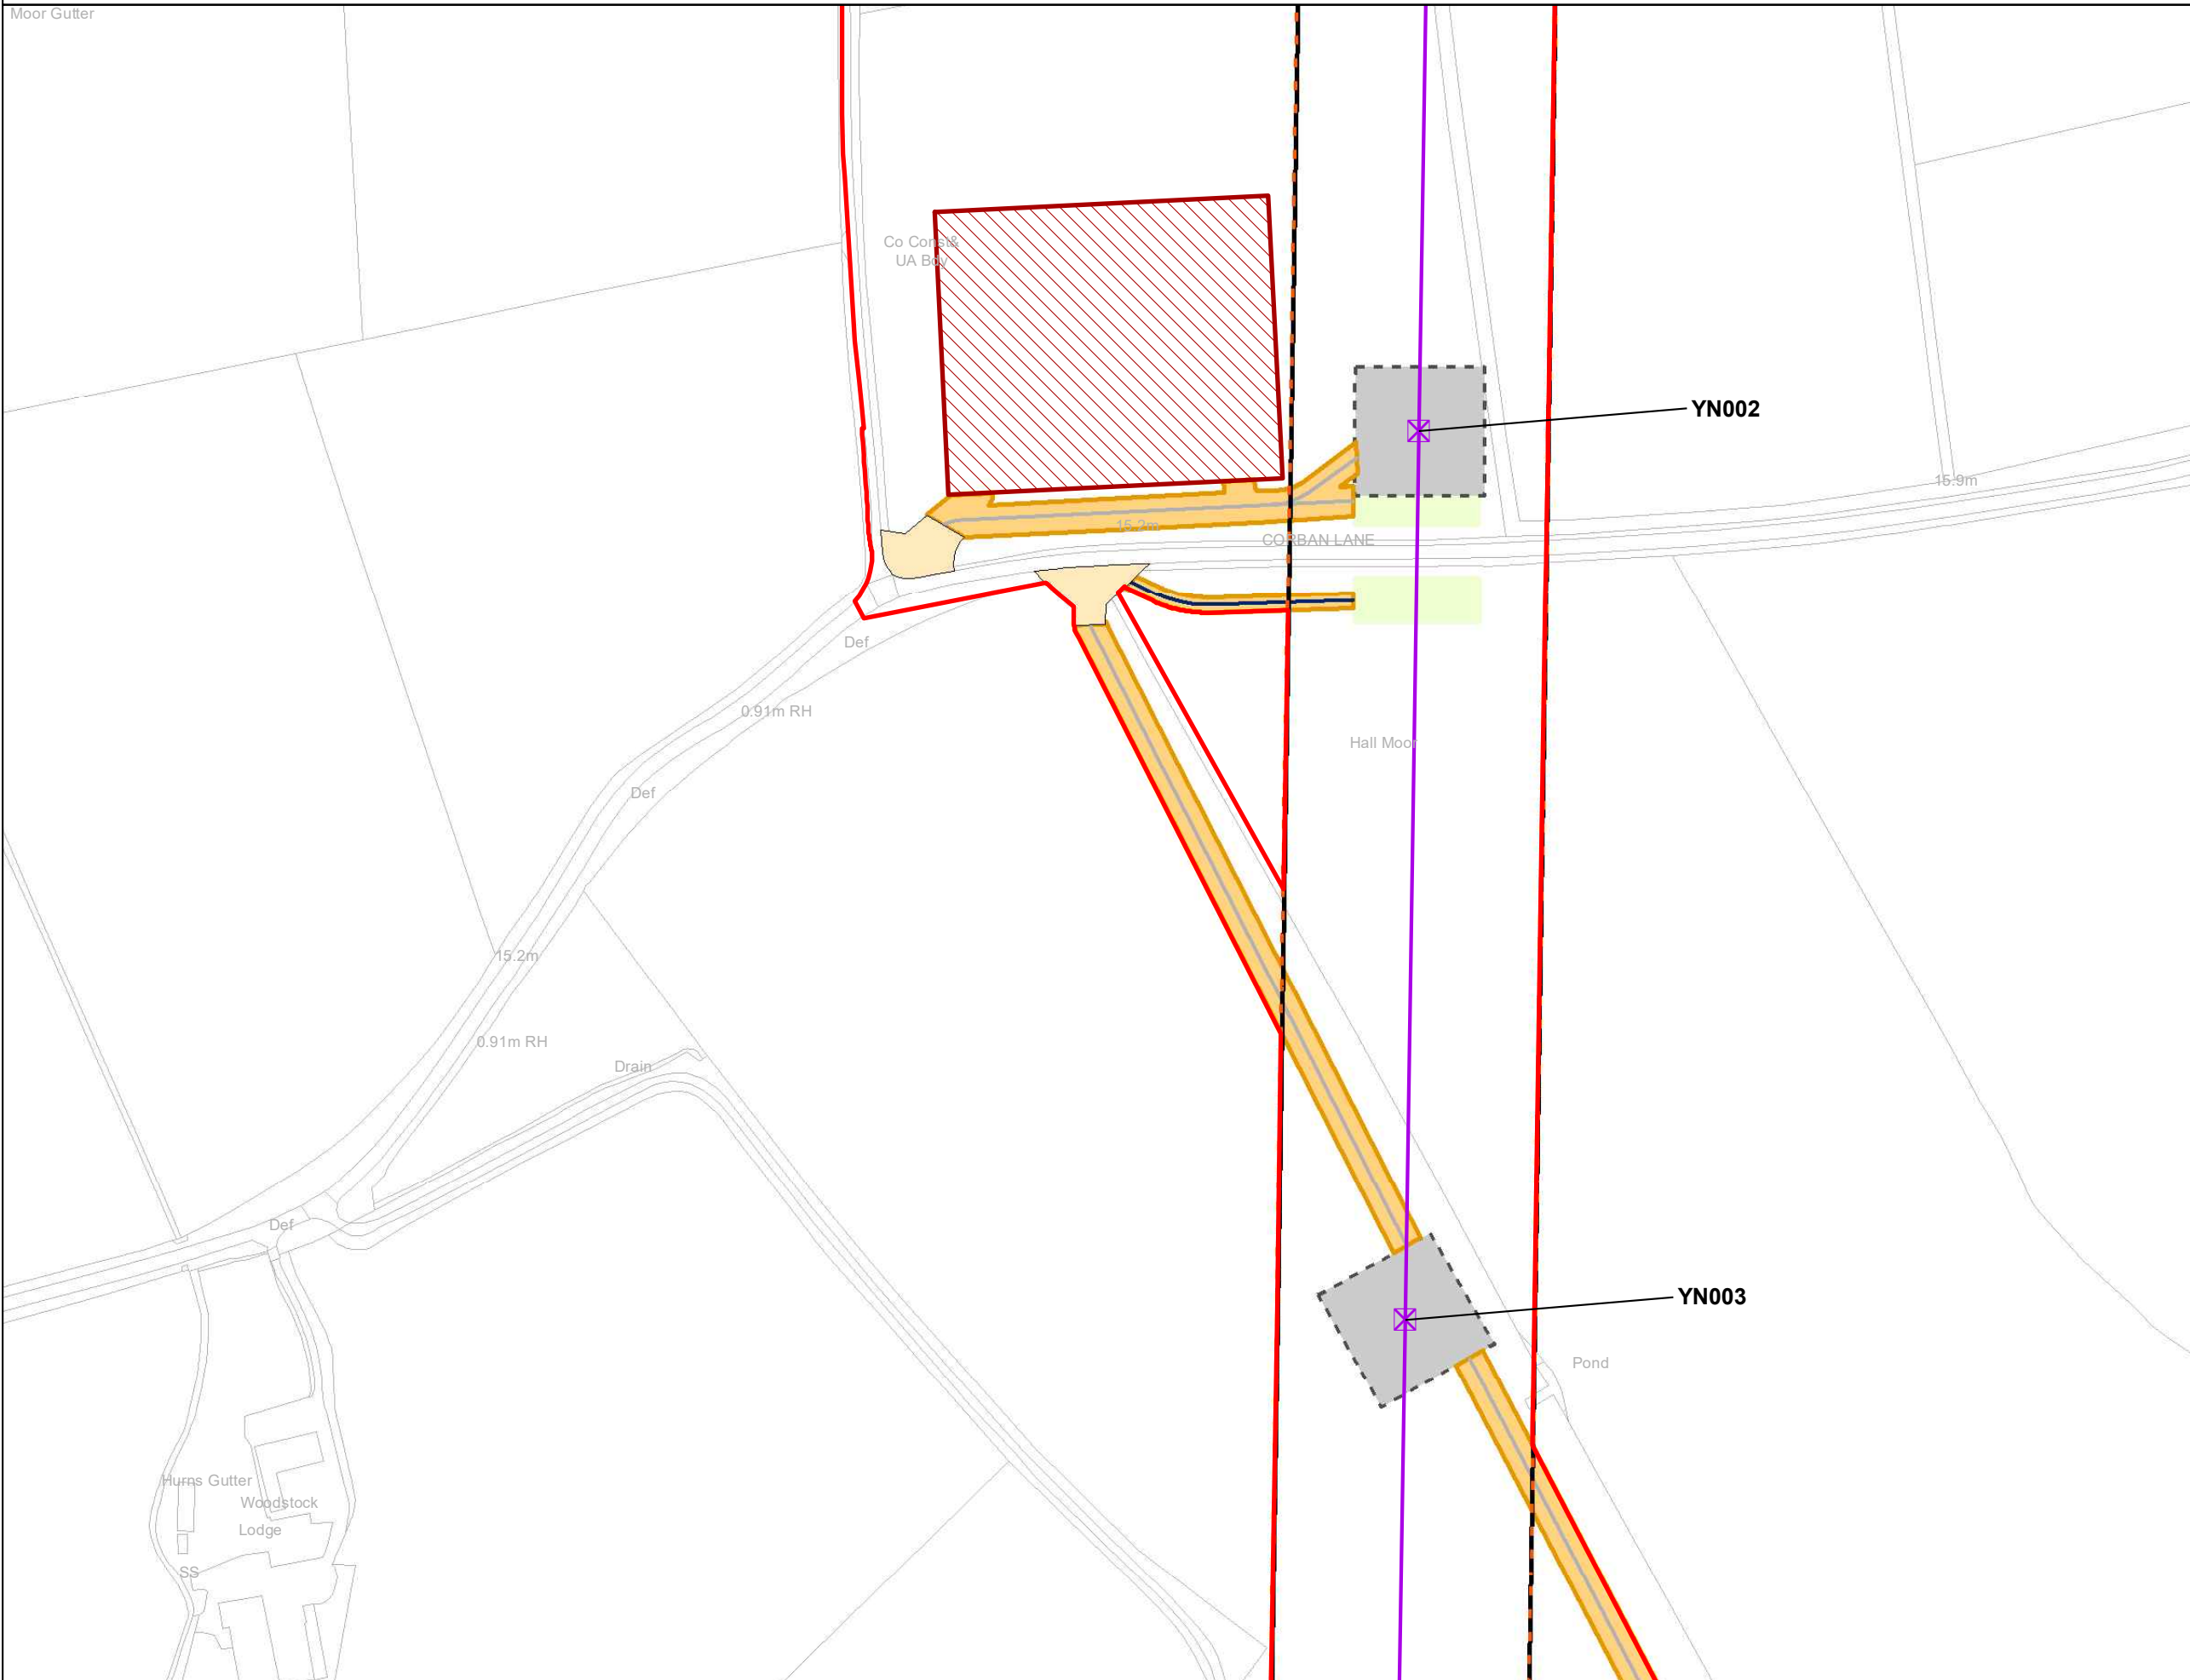 Moor Gutter
Co Const&
UA Bdy
YN002
15.9m
15.2m
CORBAN LANE
Def
0.91m RH
Hall Moor
Def
15.2m
0.91m RH
Drain
Def
YN003
Pond
Hurns Gutter
Woodstock
Lodge
SS